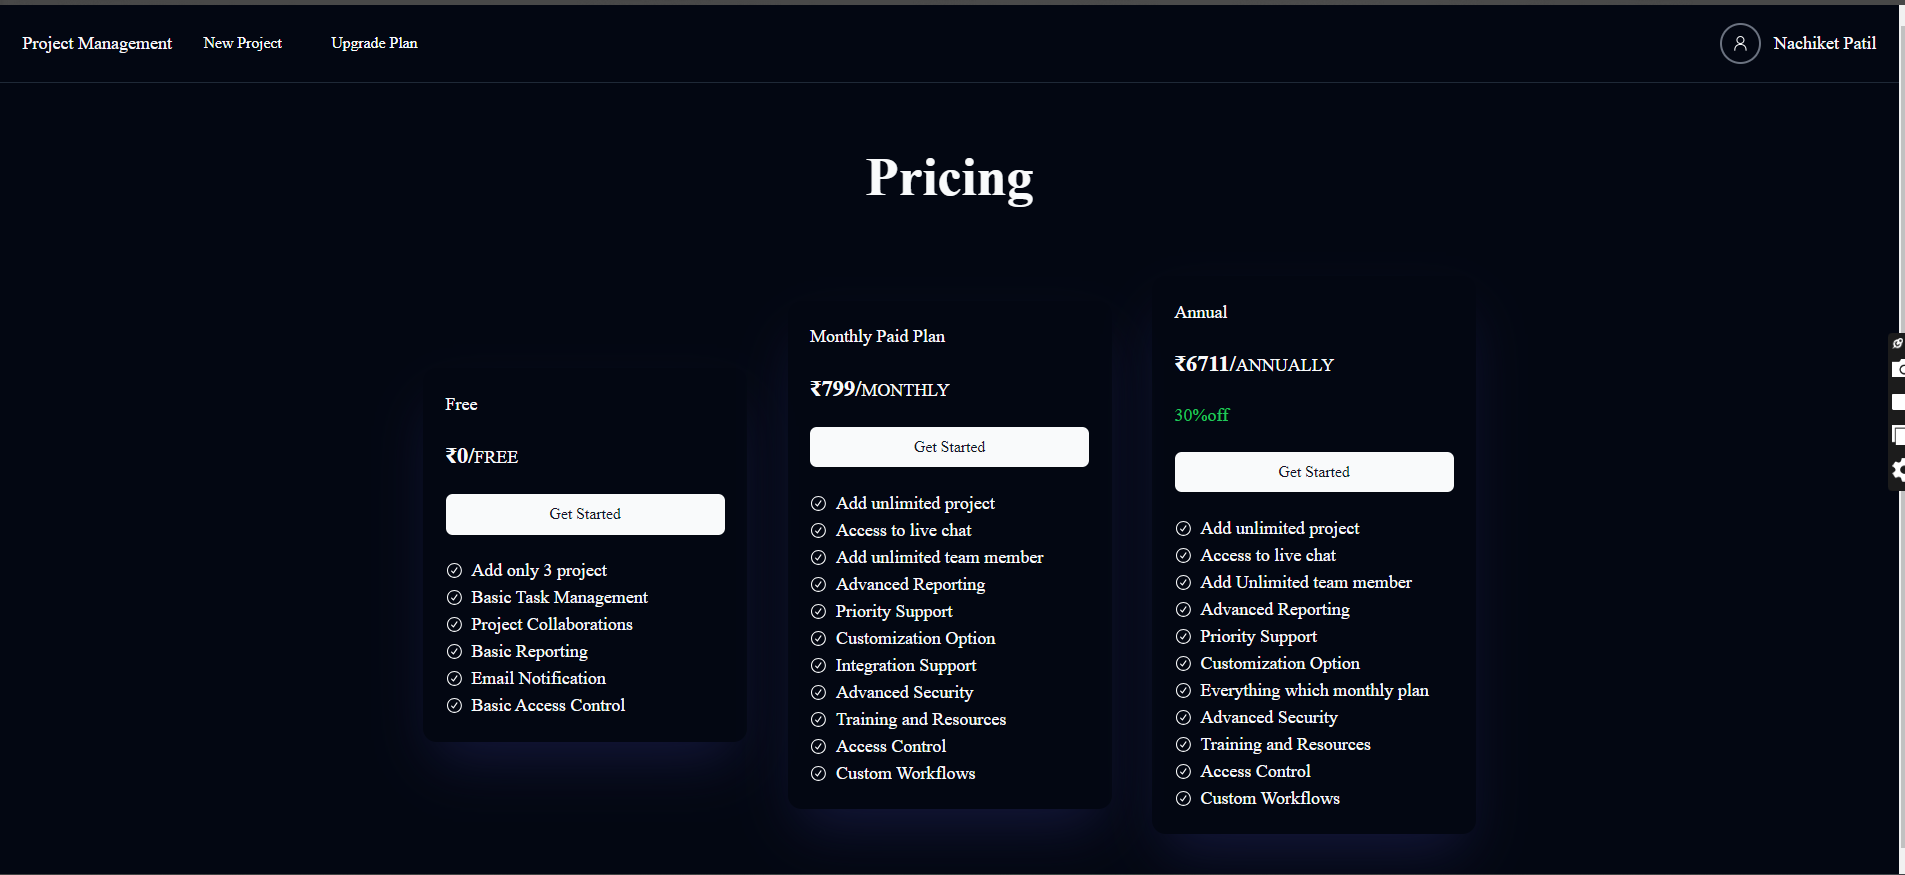 Project Management
New Project
Upgrade Plan
Nachiket Patil
Pricing
Free
₹0/FREE
Get Started
Add only 3 project
Basic Task Management
Project Collaborations
Basic Reporting
Email Notification
Basic Access Control
Monthly Paid Plan
₹799/MONTHLY
Get Started
Add unlimited project
Access to live chat
Add unlimited team member
Advanced Reporting
Priority Support
Customization Option
Integration Support
Advanced Security
Training and Resources
Access Control
Custom Workflows
Annual
₹6711/ANNUALLY
30%off
Get Started
Add unlimited project
Access to live chat
Add Unlimited team member
Advanced Reporting
Priority Support
Customization Option
Everything which monthly plan
Advanced Security
Training and Resources
Access Control
Custom Workflows